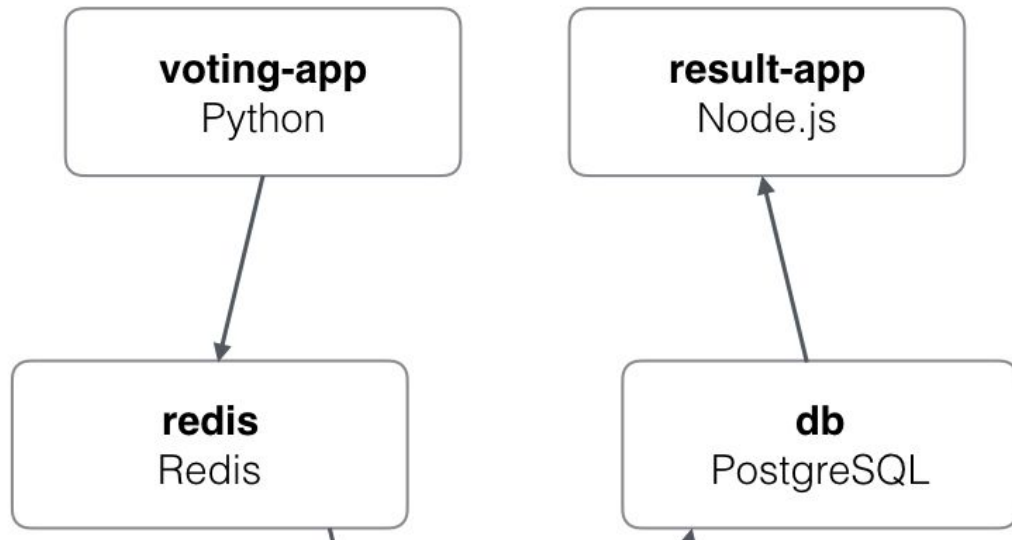 voting-app
Python
result-app
Node.js
redis
Redis
db
PostgreSQL